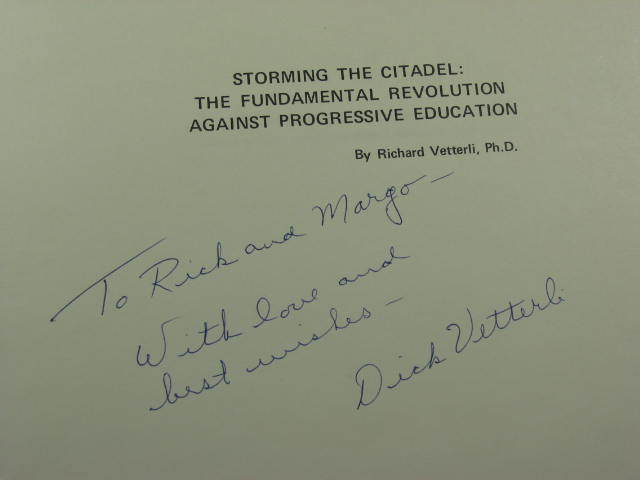 STORMING THE CITADEL:
THE FUNDAMENTAL REVOLUTION
AGAINST PROGRESSIVE EDUCATION
By Richard Vetterli, Ph.D.
To Rick and Margo—
With love and
best wishes—
Dick Vetterli